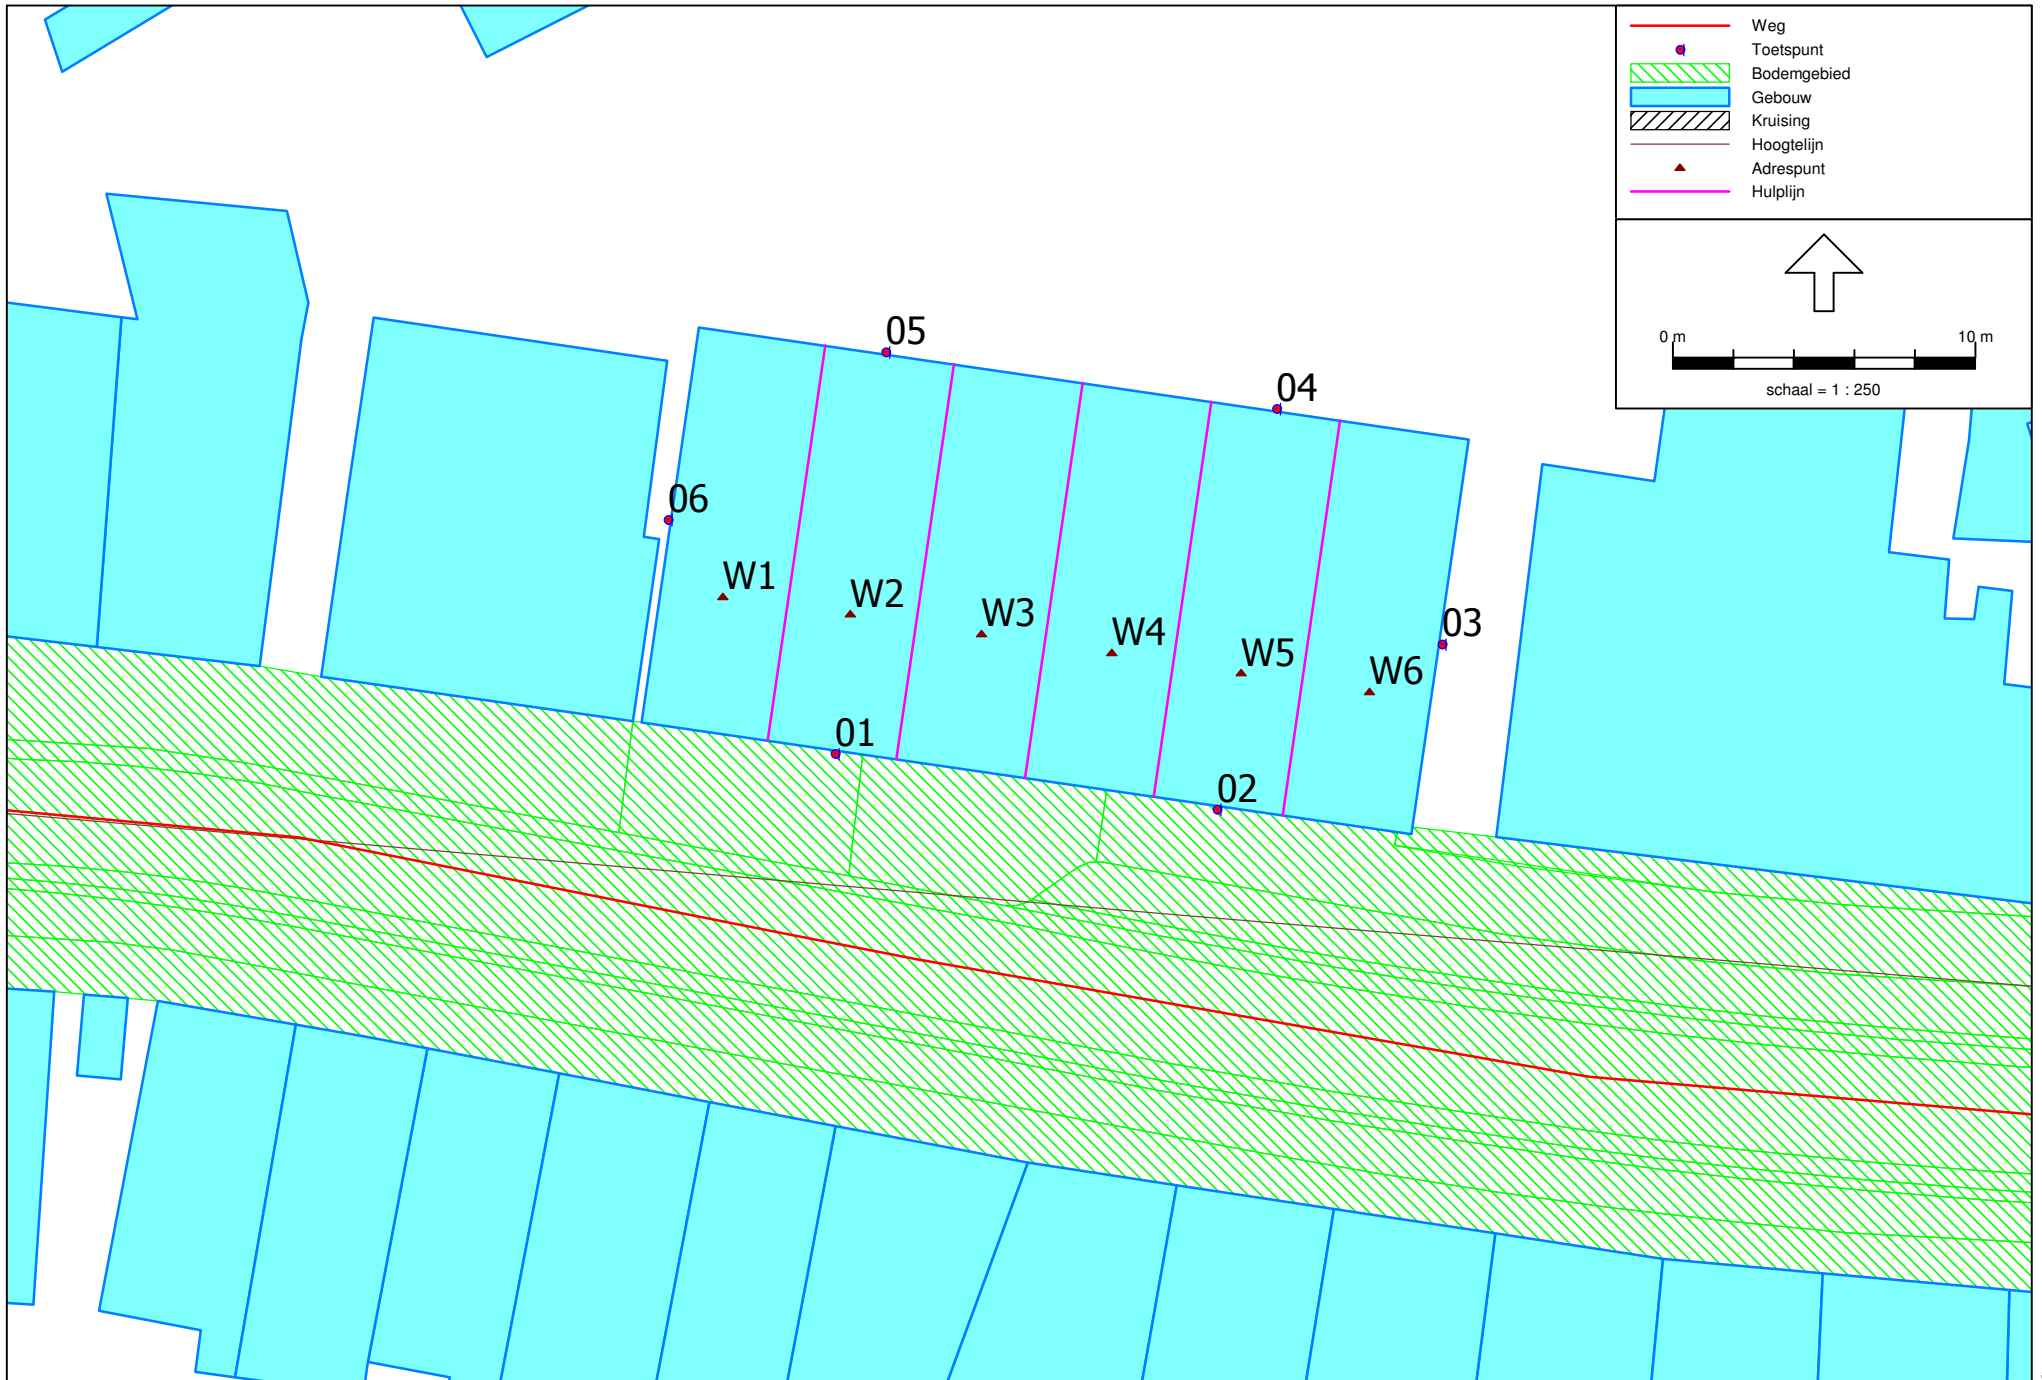 Weg
Toetspunt
Bodemgebied
Gebouw
Kruising
Hoogtelijn
Adrespunt
Hulplijn
0 m 10 m
schaal = 1 : 250
05
04
06
W1
W2
W3
03
W4
W5
W6
01
02